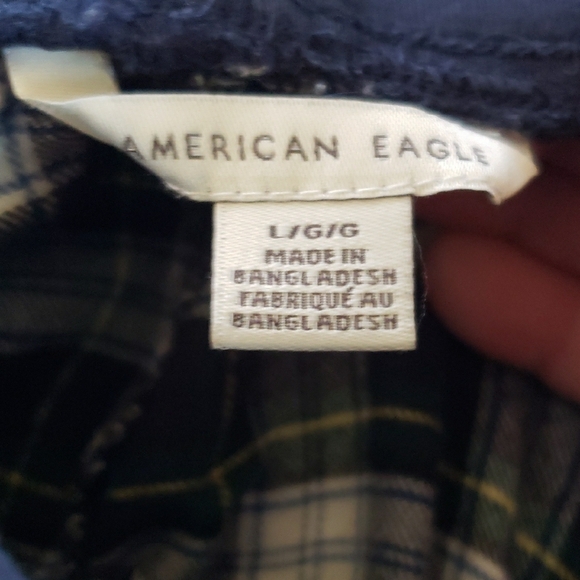 AMERICAN EAGLE
L/G/G
MADE IN
BANGLADESH
FABRIQUÉ AU
BANGLADESH